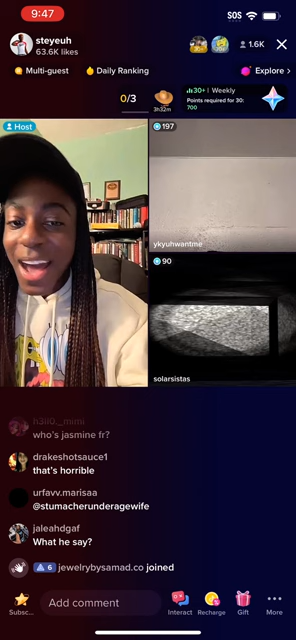 9:47
SOS
steyeuh
63.6K likes
1.6K
Multi-guest
Daily Ranking
Explore >
0/3
3h32m
30+ | Weekly
Points required for 30:
700
Host
197
ykyuhwantme
90
solarsistas
h3ll0._.mimi
who's jasmine fr?
drakeshotsauce1
that's horrible
urfavv.marisaa
@stumacherunderagewife
jaleahdgaf
What he say?
6 jewelrybysamad.co joined
Subsc...
Add comment
Interact
Recharge
Gift
More